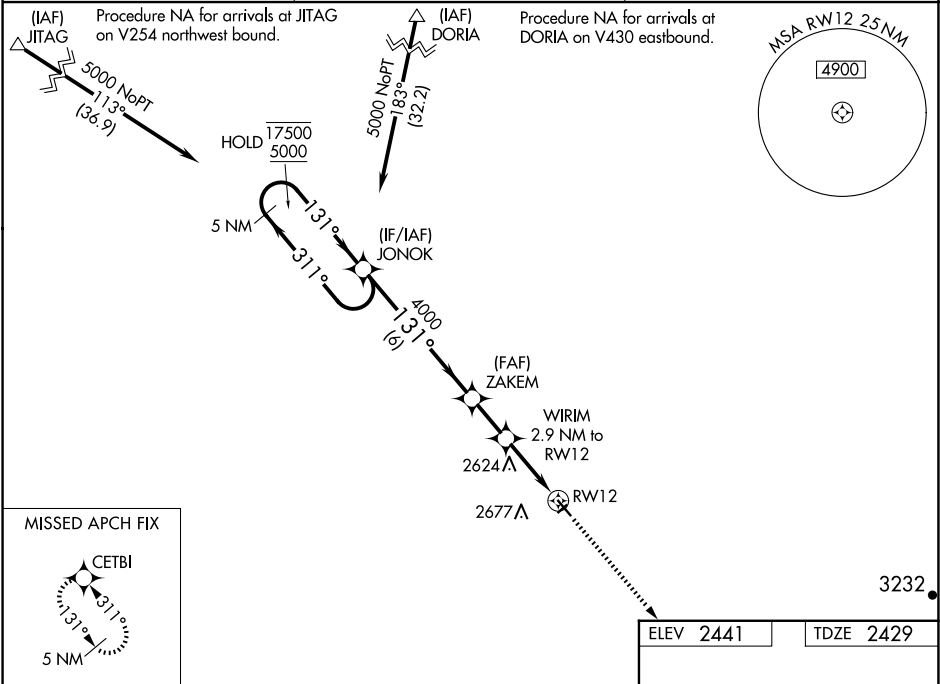 (IAF)
JITAG
Procedure NA for arrivals at JITAG
on V254 northwest bound.
(IAF)
DORIA
Procedure NA for arrivals at
DORIA on V430 eastbound.
MSA RW12 25 NM
4900
5000 NoPT
113°
(36.9)
5000 NoPT
183°
(32.2)
HOLD
17500
5000
5 NM
131°
311°
(IF/IAF)
JONOK
4000
131°
(6)
(FAF)
ZAKEM
WIRIM
2.9 NM to
RW12
2624
2677
RW12
MISSED APCH FIX
CETBI
131°
311°
5 NM
3232
ELEV 2441
TDZE 2429